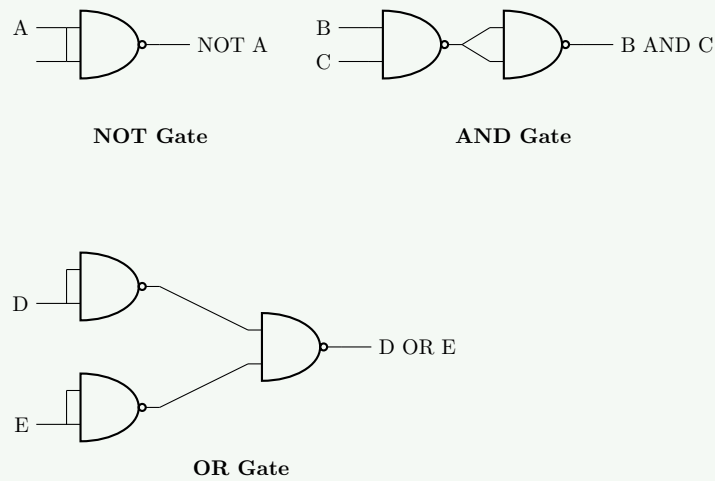 A
NOT A
NOT Gate
B
C
B AND C
AND Gate
D
E
D OR E
OR Gate